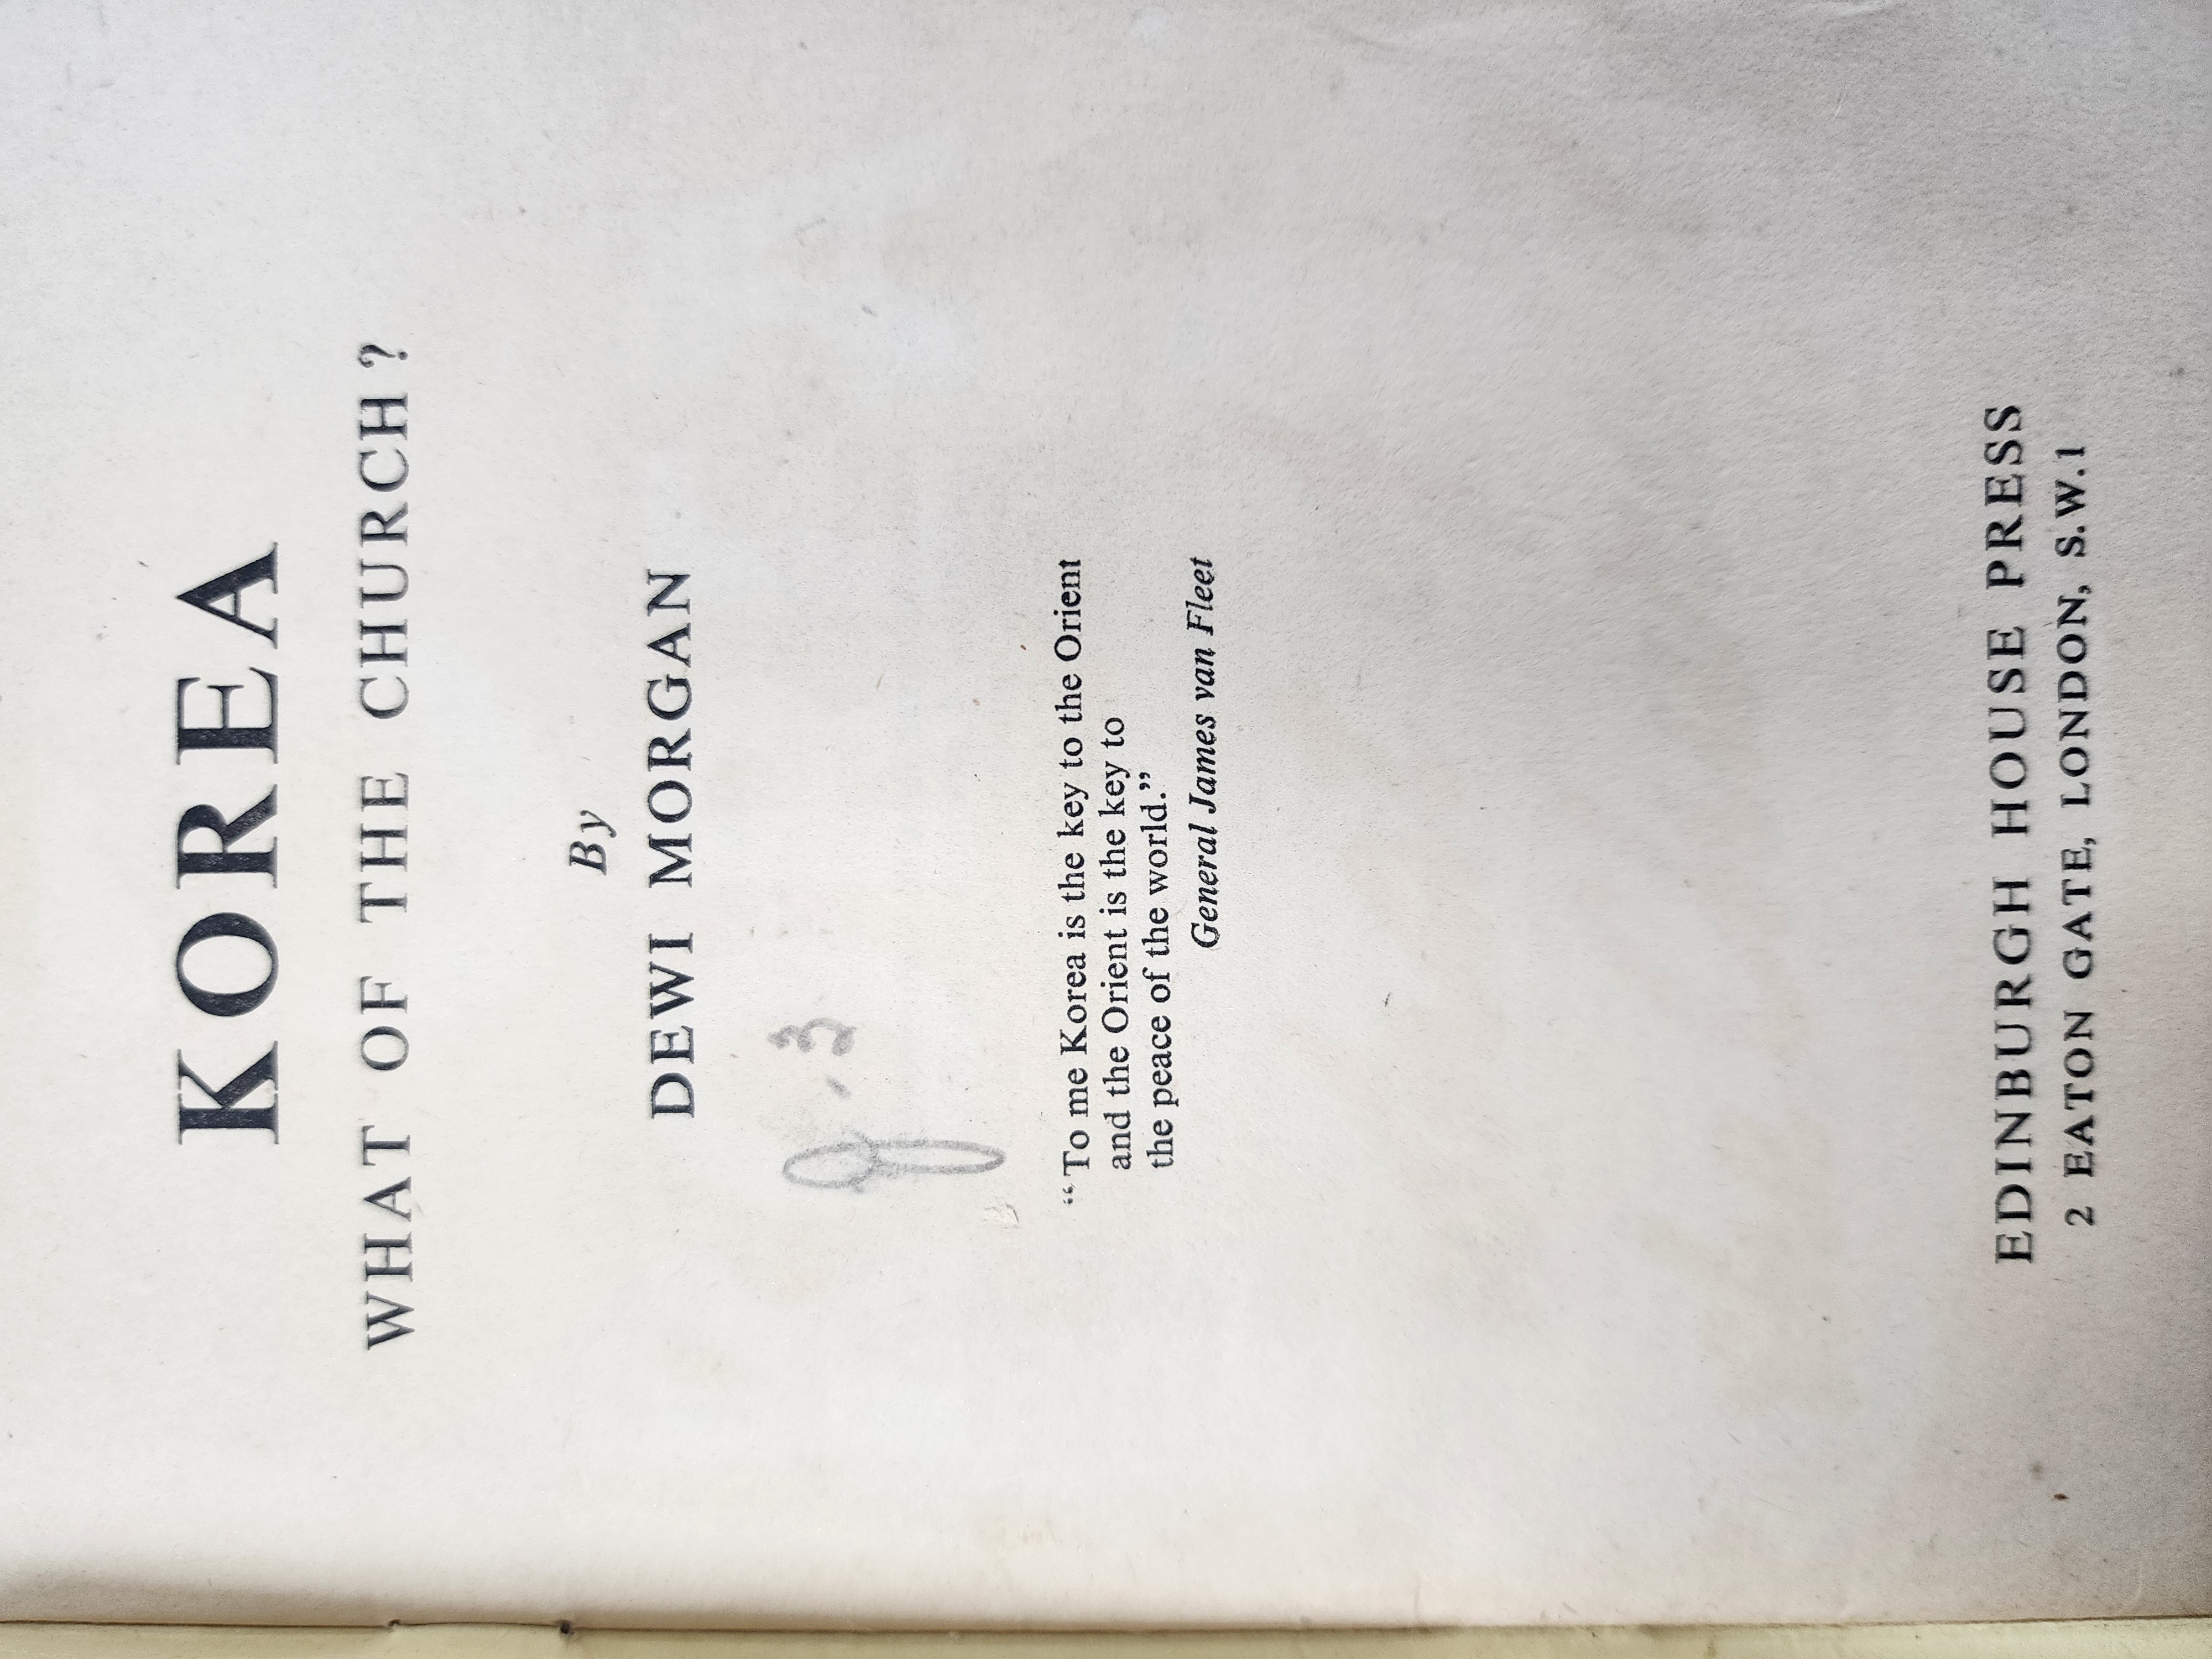 KOREA
WHAT OF THE CHURCH?
By
DEWI MORGAN
“To me Korea is the key to the Orient
and the Orient is the key to
the peace of the world.”
General James van Fleet
EDINBURGH HOUSE PRESS
2 EATON GATE, LONDON, S.W.1